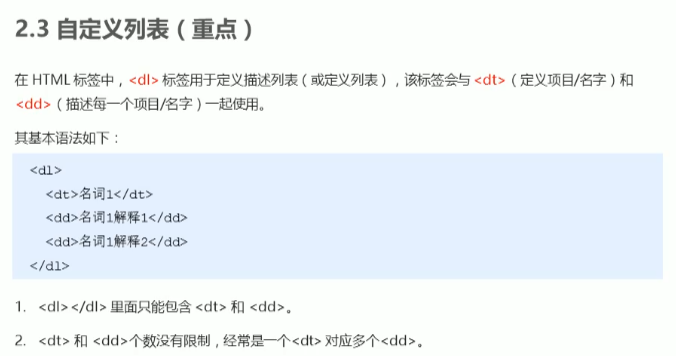 2.3 自定义列表（重点）
在 HTML 标签中，<dl> 标签用于定义描述列表（或定义列表），该标签会与 <dt>（定义项目/名字）和
<dd>（描述每一个项目/名字）一起使用。
其基本语法如下：
<dl>
<dt>名词1</dt>
<dd>名词1解释1</dd>
<dd>名词1解释2</dd>
</dl>
1. <dl></dl> 里面只能包含 <dt> 和 <dd>。
2. <dt> 和 <dd>个数没有限制，经常是一个<dt> 对应多个<dd>。